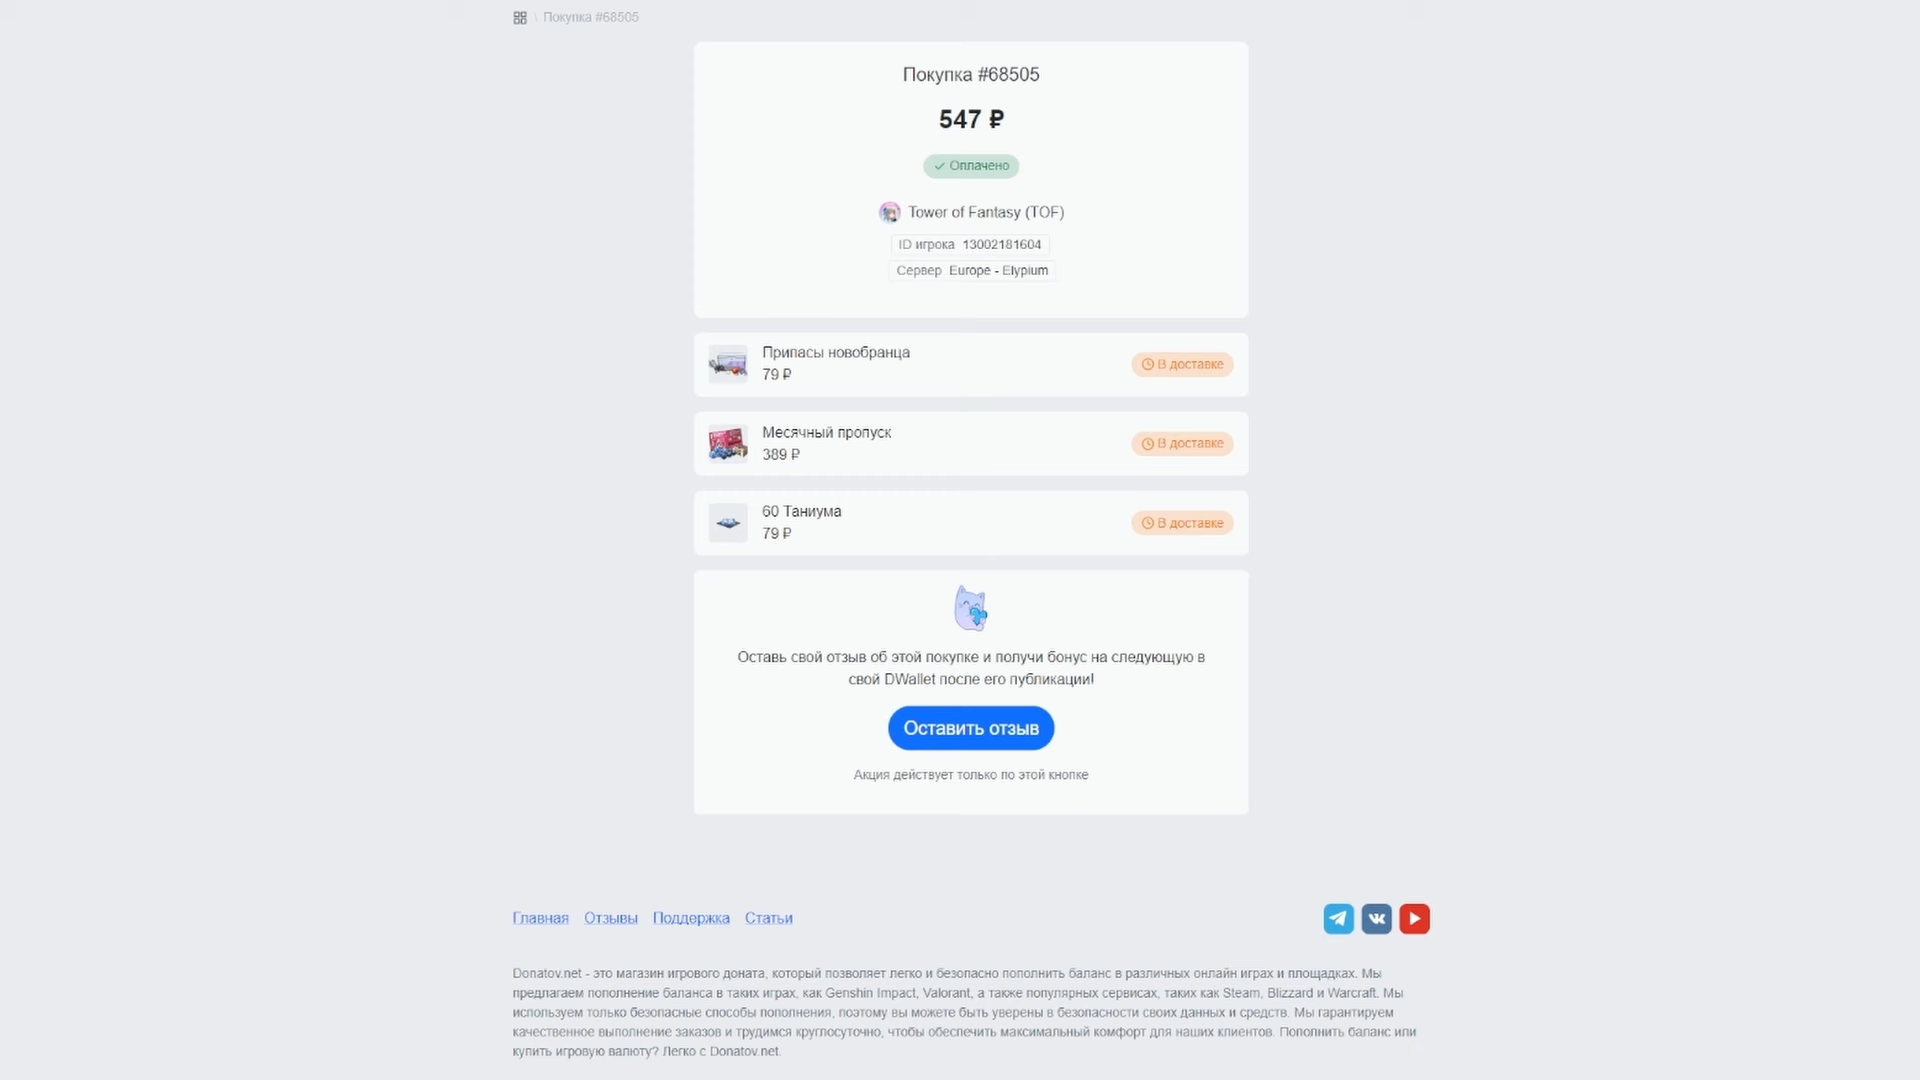 \ Покупка #68505
Покупка #68505
547 ₽
Оплачено
Tower of Fantasy (TOF)
ID игрока 13002181604
Сервер Europe - Elypium
Припасы новобранца
79 ₽
В доставке
Месячный пропуск
389 ₽
В доставке
60 Таниума
79 ₽
В доставке
Оставь свой отзыв об этой покупке и получи бонус на следующую в
свой DWallet после его публикации!
Оставить отзыв
Акция действует только по этой кнопке
Главная Отзывы Поддержка Статьи
Donatov.net - это магазин игрового доната, который позволяет легко и безопасно пополнить баланс в различных онлайн играх и площадках. Мы
предлагаем пополнение баланса в таких играх, как Genshin Impact, Valorant, а также популярных сервисах, таких как Steam, Blizzard и Warcraft. Мы
используем только безопасные способы пополнения, поэтому вы можете быть уверены в безопасности своих данных и средств. Мы гарантируем
качественное выполнение заказов и трудимся круглосуточно, чтобы обеспечить максимальный комфорт для наших клиентов. Пополнить баланс или
купить игровую валюту? Легко с Donatov.net.